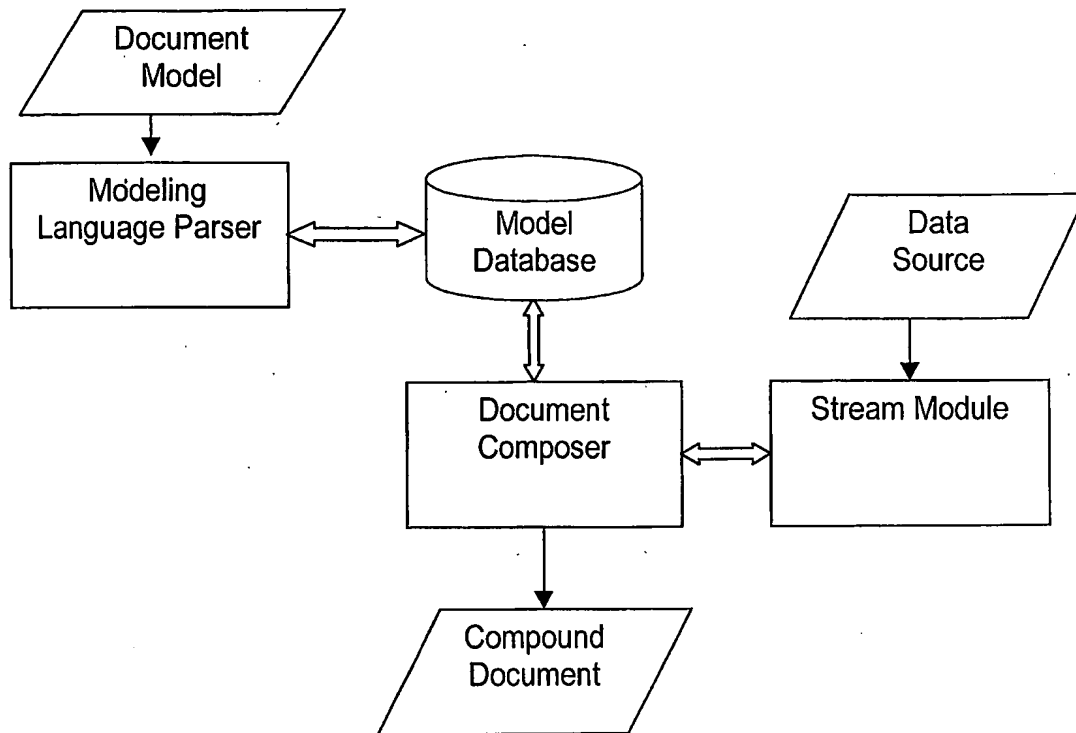 Document
Model
Modeling
Language Parser
Model
Database
Data
Source
Document
Composer
Stream Module
Compound
Document